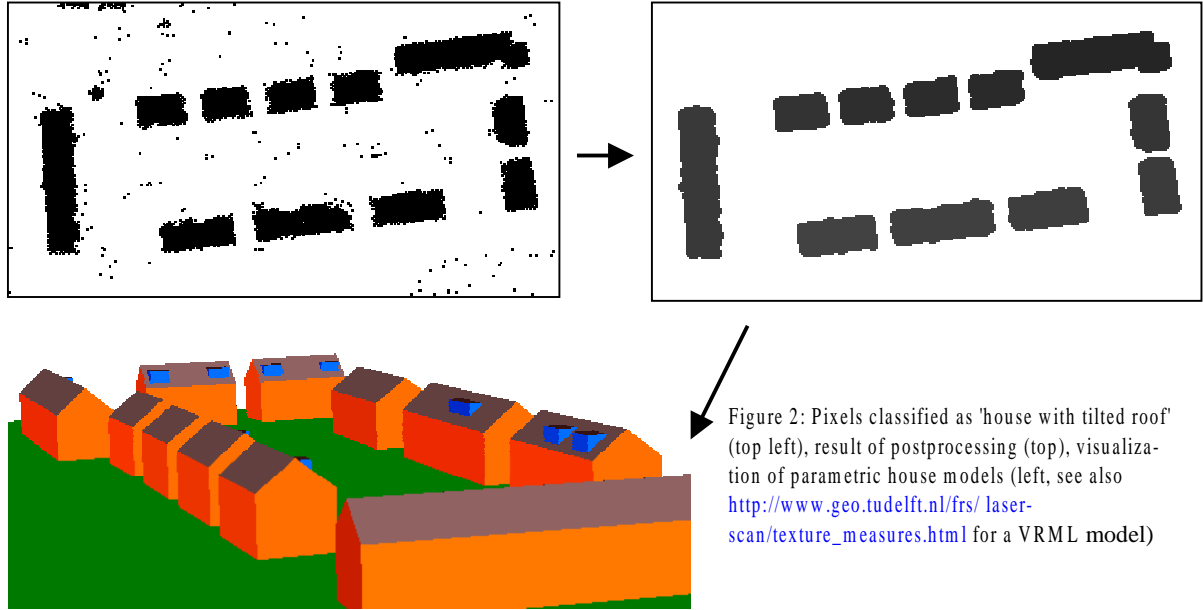 Figure 2: Pixels classified as 'house with tilted roof'
(top left), result of postprocessing (top), visualiza-
tion of parametric house models (left, see also
http://www.geo.tudelft.nl/frs/ laser-
scan/texture_measures.html for a VRML model)